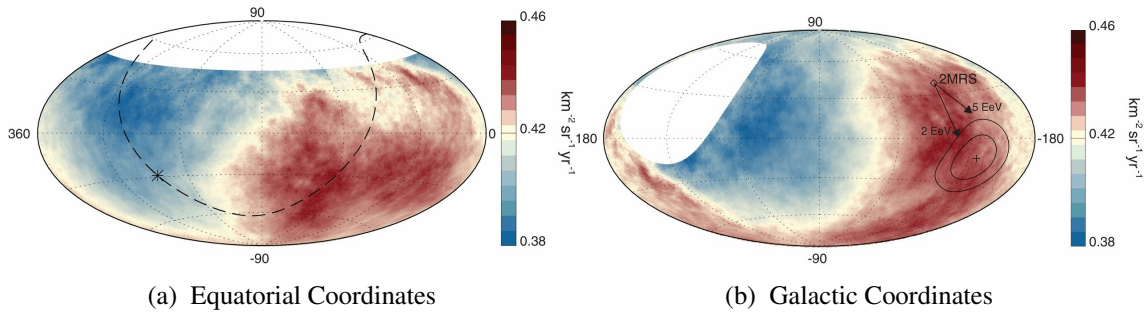 90
360
0
-90
0.46
0.42
0.38
km-2 sr-1 yr-1
(a) Equatorial Coordinates
90
180
-180
-90
2MRS
5 EeV
2 EeV
0.46
0.42
0.38
km-2 sr-1 yr-1
(b) Galactic Coordinates